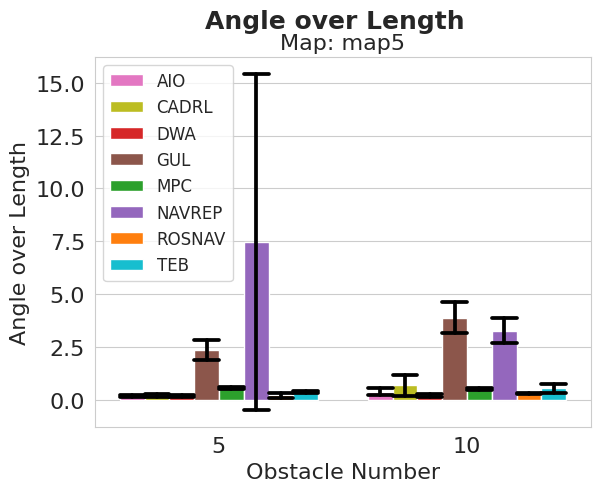 Angle over Length
Map: map5
Angle over Length
15.0
12.5
10.0
7.5
5.0
2.5
0.0
AIO
CADRL
DWA
GUL
MPC
NAVREP
ROSNAV
TEB
5
10
Obstacle Number